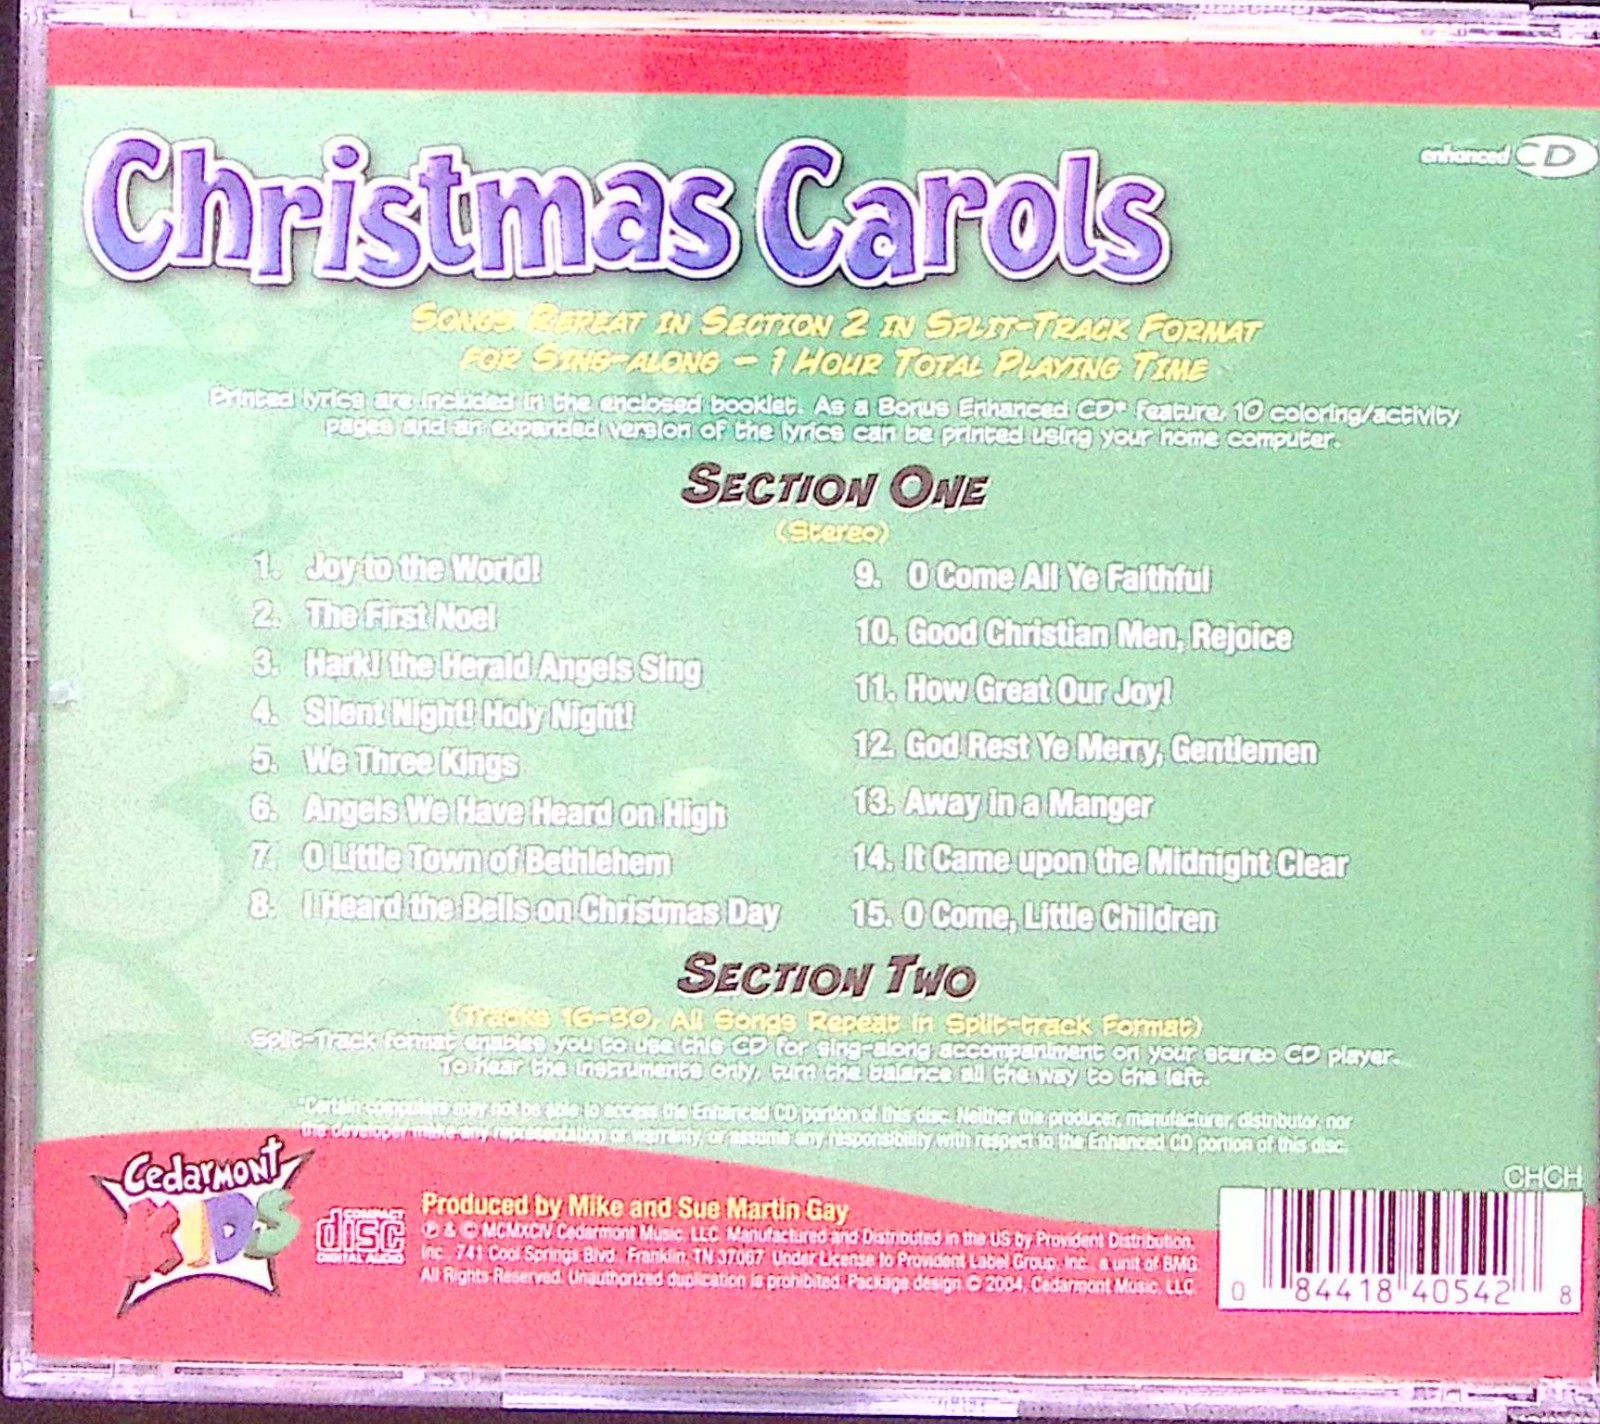 Christmas Carols
enhanced CD
Songs Repeat in Section 2 in Split-Track Format
for Sing-along – 1 Hour Total Playing Time
Printed lyrics are included in the enclosed booklet. As a Bonus Enhanced CD* feature, 10 coloring/activity
pages and an expanded version of the lyrics can be printed using your home computer.
Section One
(Stereo)
1. Joy to the World!
2. The First Noel
3. Hark! the Herald Angels Sing
4. Silent Night! Holy Night!
5. We Three Kings
6. Angels We Have Heard on High
7. O Little Town of Bethlehem
8. I Heard the Bells on Christmas Day
9. O Come All Ye Faithful
10. Good Christian Men, Rejoice
11. How Great Our Joy!
12. God Rest Ye Merry, Gentlemen
13. Away in a Manger
14. It Came upon the Midnight Clear
15. O Come, Little Children
Section Two
(Tracks 16-30, All Songs Repeat in Split-track Format)
Split-Track format enables you to use this CD for sing-along accompaniment on your stereo CD player.
To hear the instruments only, turn the balance all the way to the left.
*Certain computers may not be able to access the Enhanced CD portion of this disc. Neither the producer, manufacturer, distributor, nor
the developer make any representation or warranty, or assume any responsibility with respect to the Enhanced CD portion of this disc.
Cedarmont
KIDS
COMPACT
disc
DIGITAL AUDIO
Produced by Mike and Sue Martin Gay
℗ & © MCMXCIV Cedarmont Music, LLC. Manufactured and Distributed in the US by Provident Distribution,
Inc. 741 Cool Springs Blvd., Franklin, TN 37067 Under License to Provident Label Group, Inc. a unit of BMG.
All Rights Reserved. Unauthorized duplication is prohibited. Package design © 2004, Cedarmont Music, LLC.
CHCH
0 84418 40542 8